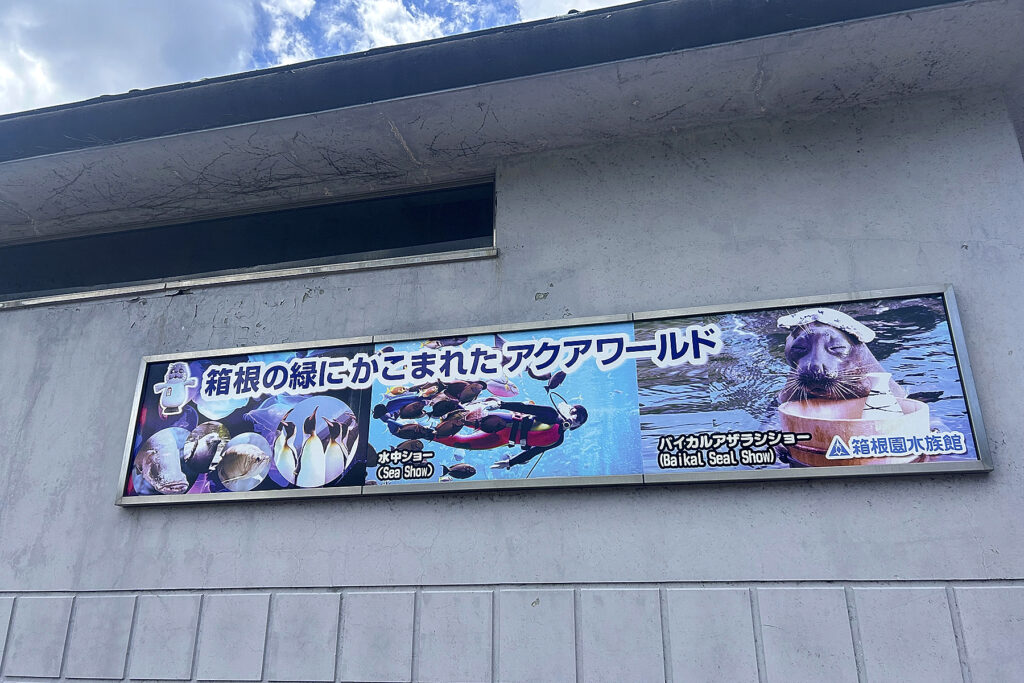 箱根の緑にかこまれたアクアワールド
水中ショー
(Sea Show)
バイカルアザラシショー
(Baikal Seal Show)
箱根園水族館